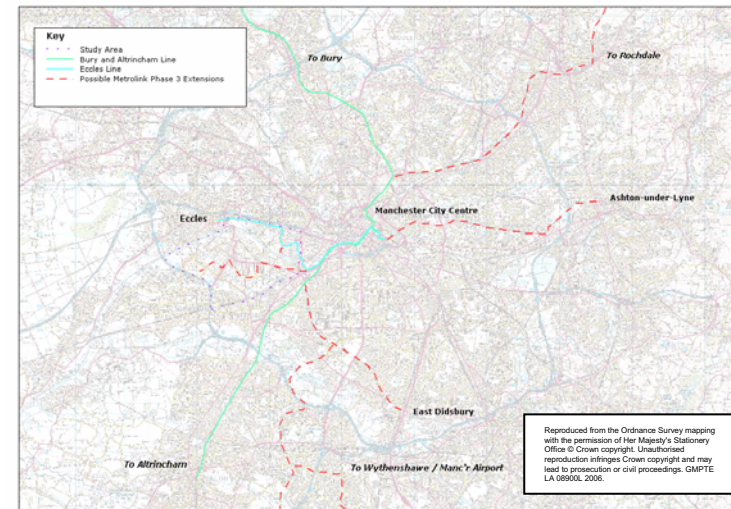 Key
Study Area
Bury and Altrincham Line
Eccles Line
Possible Metrolink Phase 3 Extensions
To Bury
To Rochdale
Ashton-under-Lyne
Eccles
Manchester City Centre
East Didsbury
To Altrincham
To Wythenshawe / Manc'r Airport
Reproduced from the Ordnance Survey mapping
with the permission of Her Majesty's Stationery
Office © Crown copyright. Unauthorised
reproduction infringes Crown copyright and may
lead to prosecution or civil proceedings. GMPTE
LA 08900L 2006.